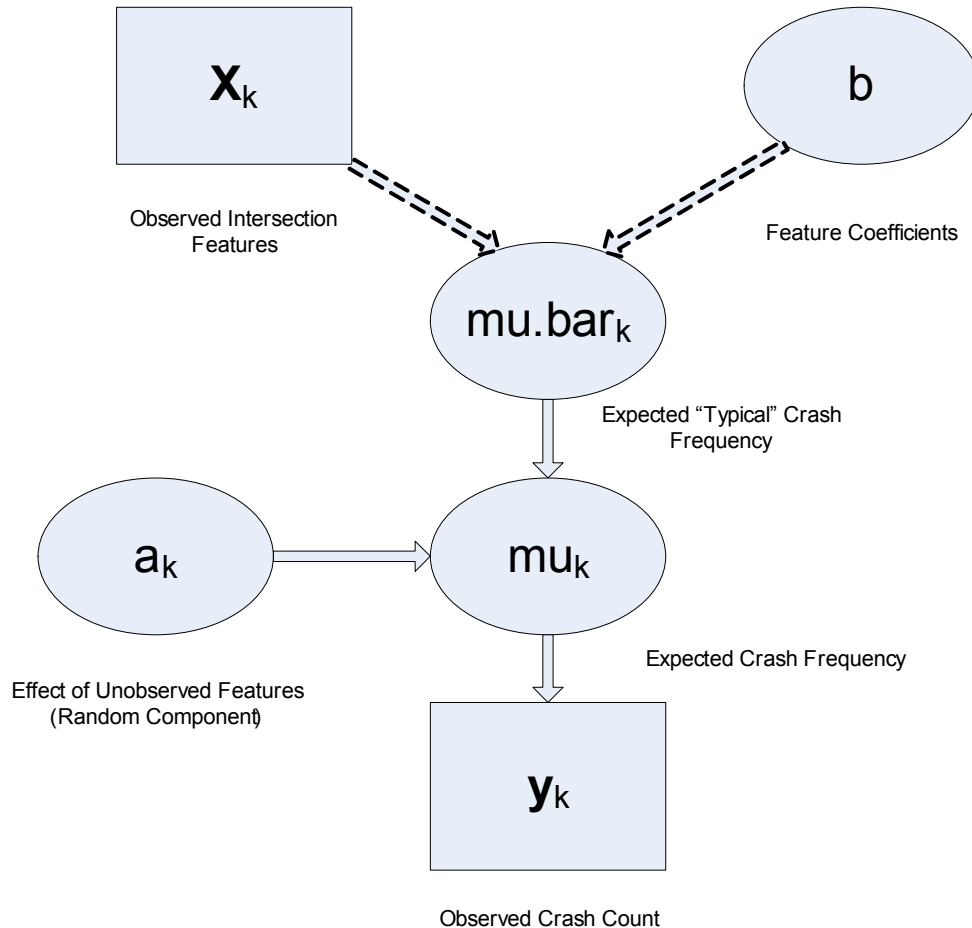 X_k
b
Observed Intersection
Features
Feature Coefficients
mu.bar_k
Expected “Typical” Crash
Frequency
a_k
mu_k
Expected Crash Frequency
Effect of Unobserved Features
(Random Component)
y_k
Observed Crash Count